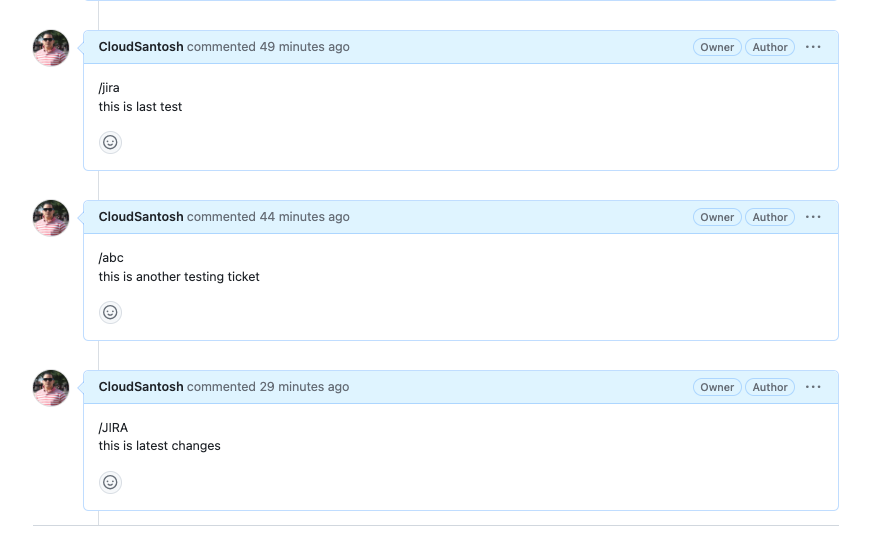 CloudSantosh commented 49 minutes ago Owner Author
/jira
this is last test
CloudSantosh commented 44 minutes ago Owner Author
/abc
this is another testing ticket
CloudSantosh commented 29 minutes ago Owner Author
/JIRA
this is latest changes